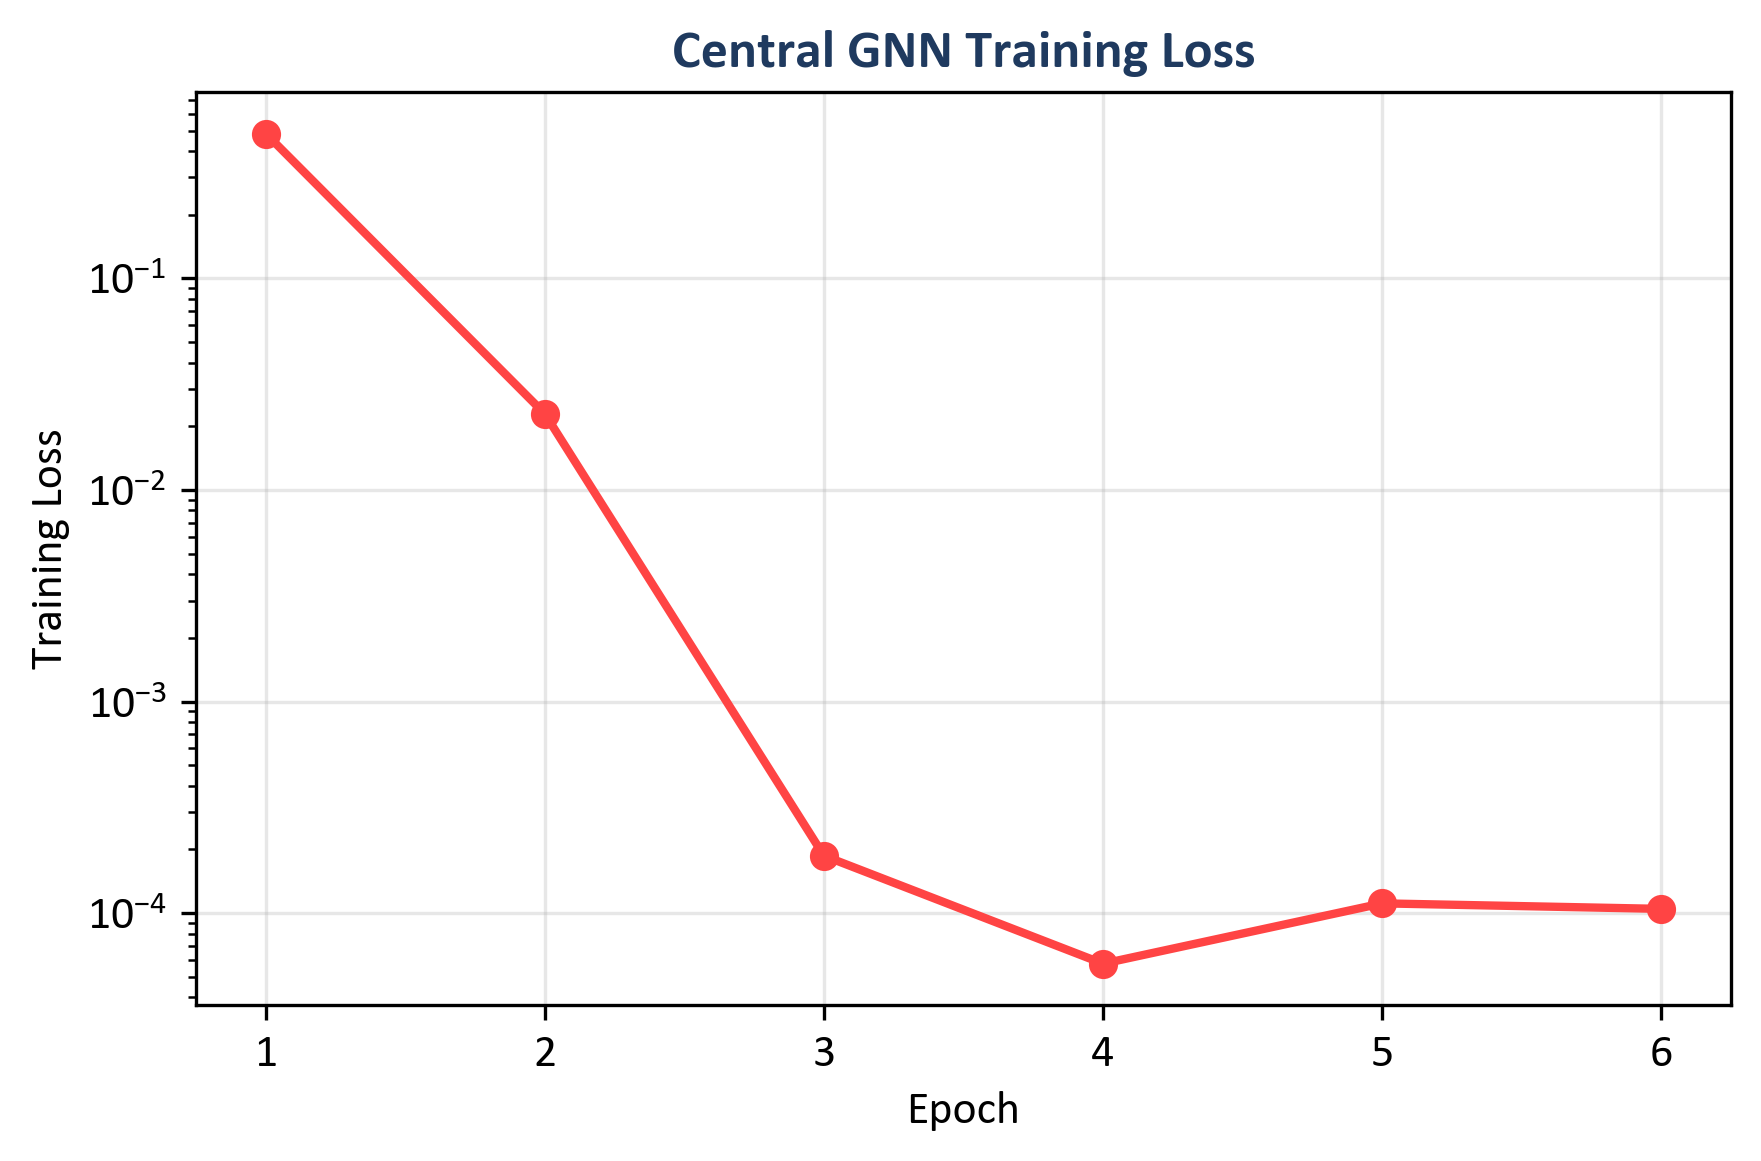 Central GNN Training Loss
Training Loss
10⁻¹
10⁻²
10⁻³
10⁻⁴
1 2 3 4 5 6
Epoch